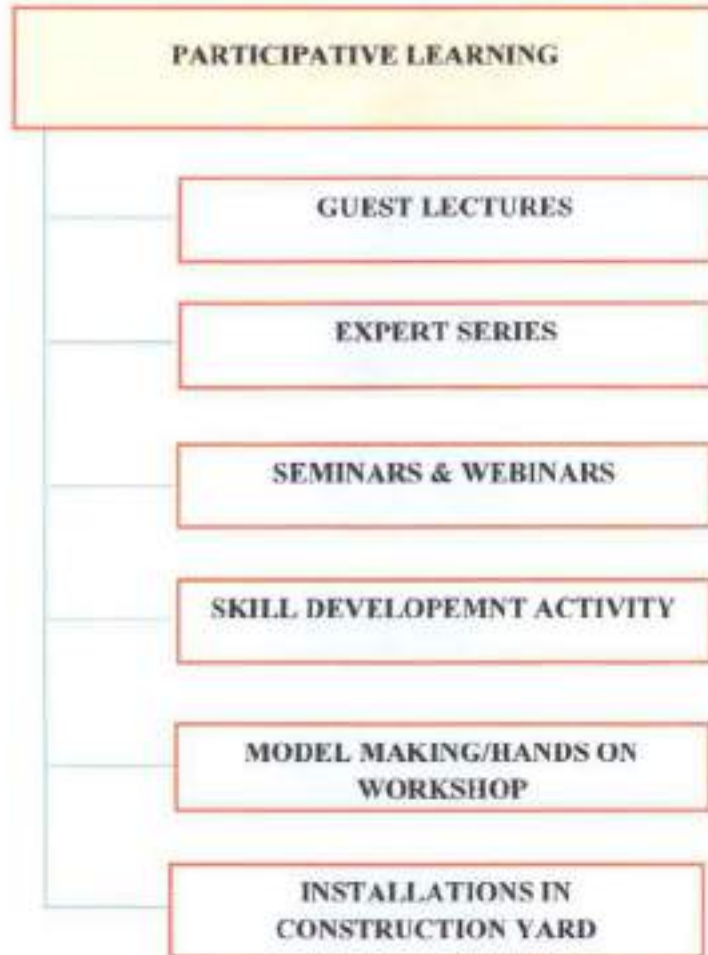 PARTICIPATIVE LEARNING
GUEST LECTURES
EXPERT SERIES
SEMINARS & WEBINARS
SKILL DEVELOPEMNT ACTIVITY
MODEL MAKING/HANDS ON
WORKSHOP
INSTALLATIONS IN
CONSTRUCTION YARD